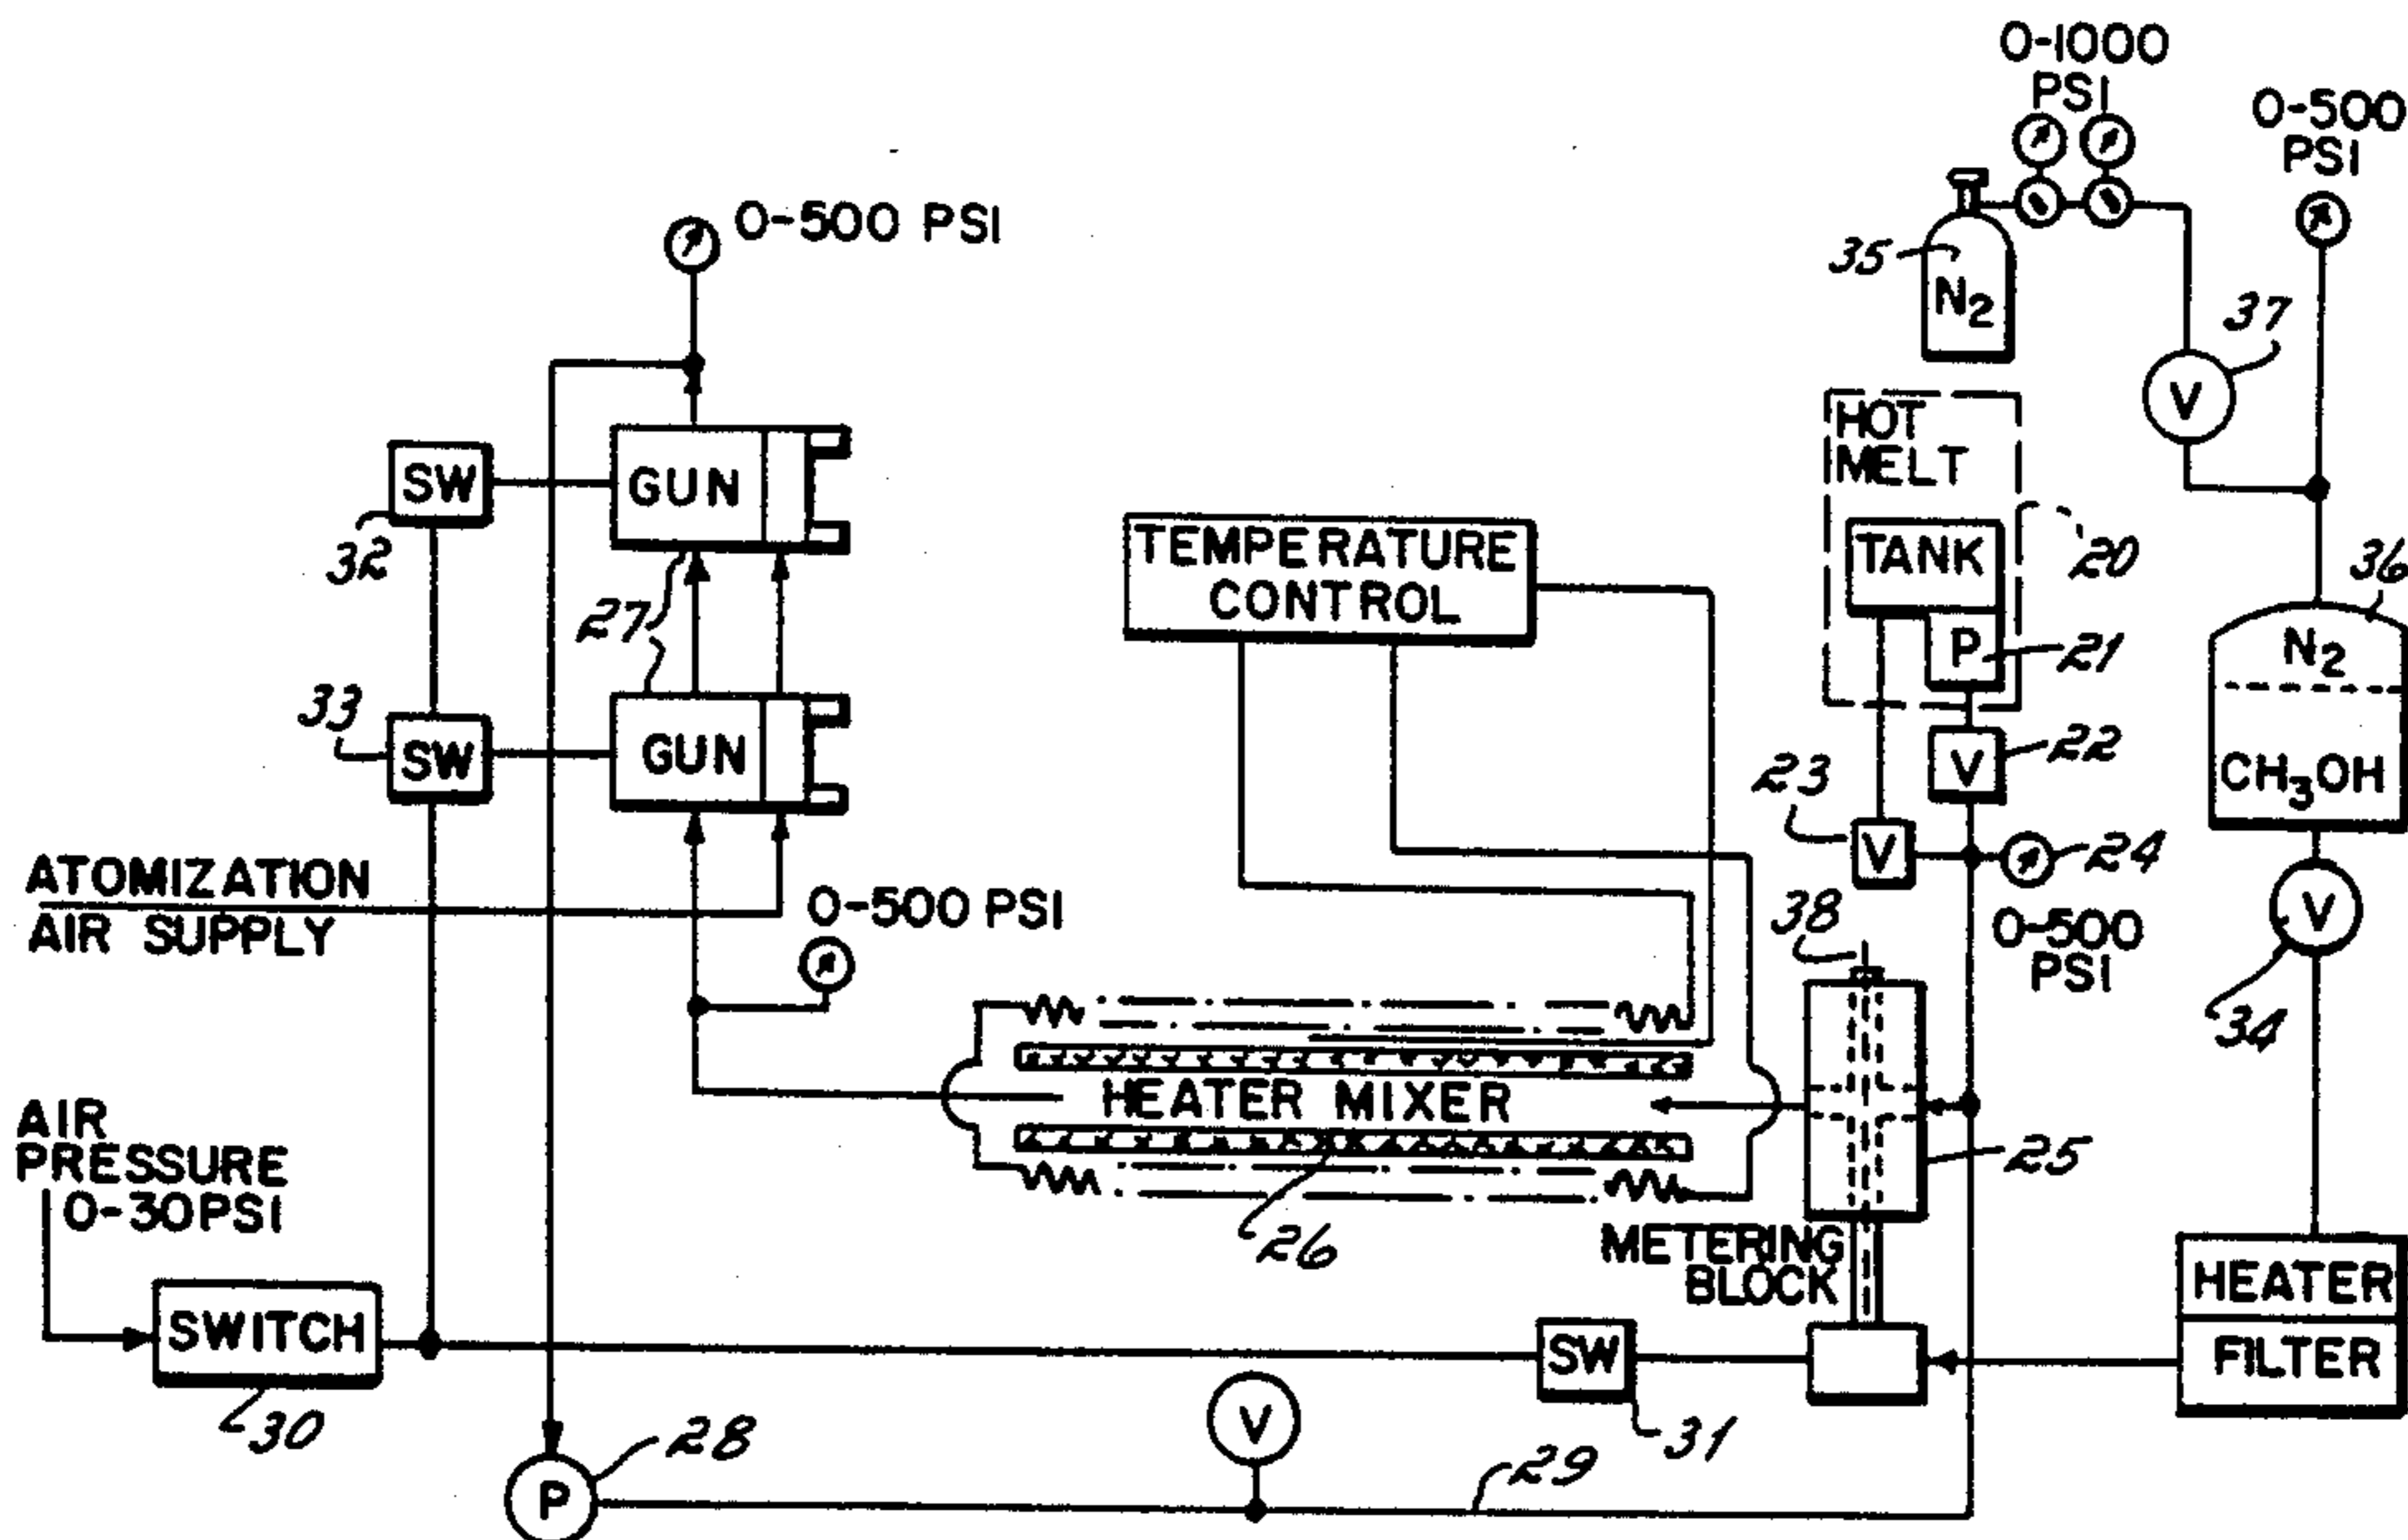 0-1000
PSI
0-500
PSI
0-500 PSI
35
N2
37
V
HOT
MELT
SW
GUN
32
TEMPERATURE
CONTROL
TANK
20
36
27
P
21
N2
33
SW
GUN
V
22
CH3OH
23
V
24
ATOMIZATION
AIR SUPPLY
0-500 PSI
38
0-500
PSI
V
34
HEATER MIXER
AIR
PRESSURE
0-30PSI
25
26
METERING
BLOCK
HEATER
FILTER
SWITCH
SW
30
28
V
31
29
P